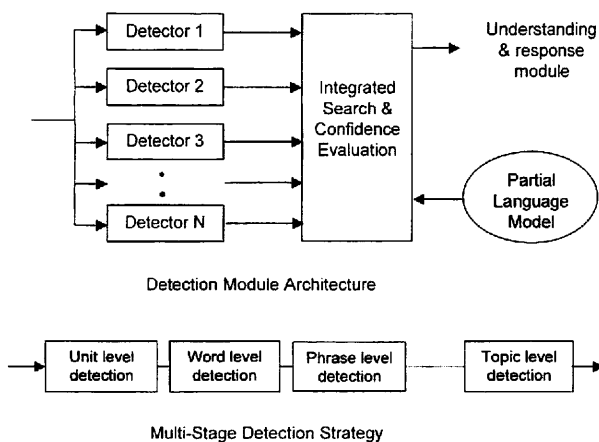 Detector 1
Detector 2
Detector 3
Detector N
Integrated
Search &
Confidence
Evaluation
Understanding
& response
module
Partial
Language
Model
Detection Module Architecture
Unit level
detection
Word level
detection
Phrase level
detection
Topic level
detection
Multi-Stage Detection Strategy